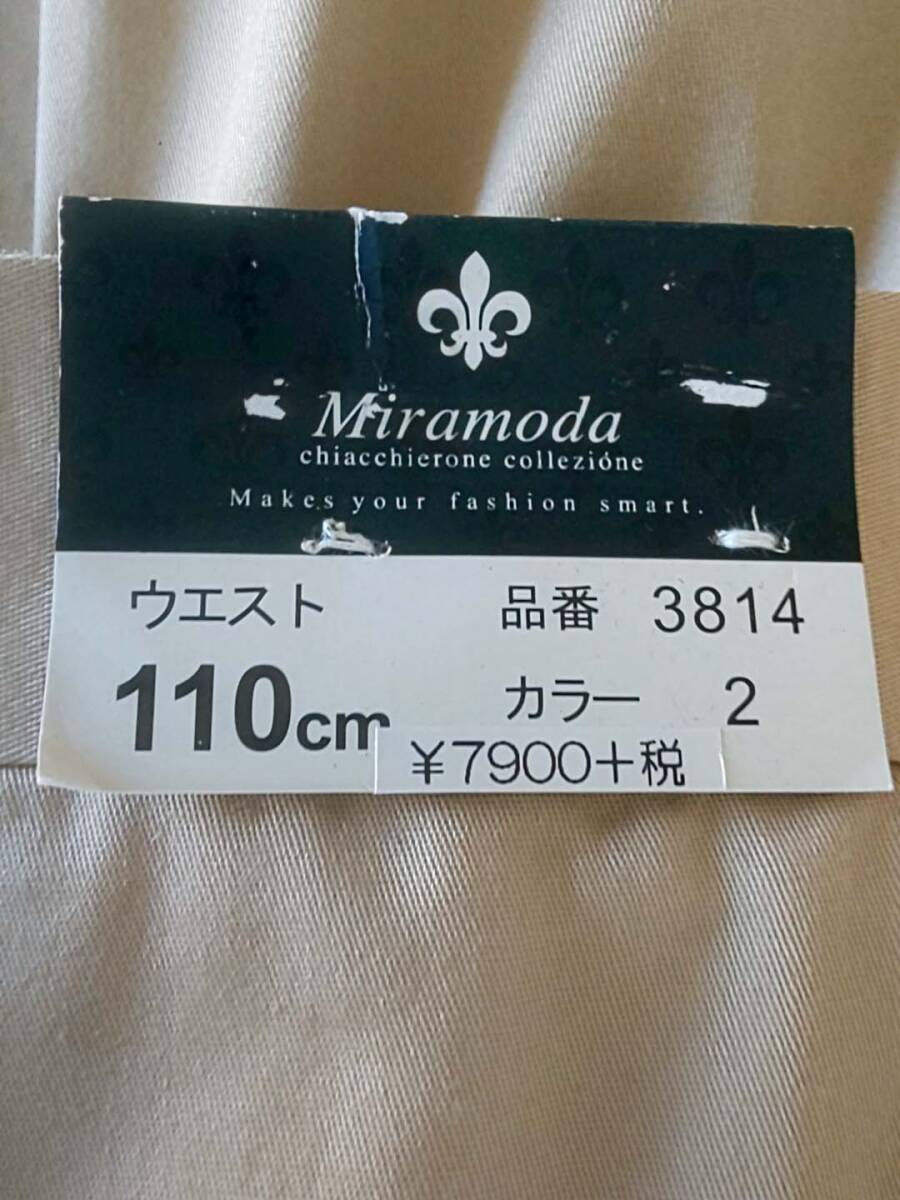 Miramoda
chiacchierone collezióne
Makes your fashion smart.
ウエスト
110cm
品番 3814
カラー 2
¥7900+税